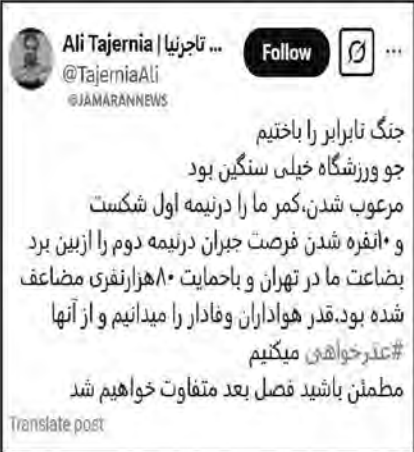 Ali Tajernia | تاجرنیا ...
Follow
@TajerniaAli
@JAMARANNEWS
جنگ نابرابر را باختیم
جو ورزشگاه خیلی سنگین بود
مرعوب شدن،کمر ما را درنیمه اول شکست
و ۱۰نفره شدن فرصت جبران درنیمه دوم را ازبین برد
بضاعت ما در تهران و باحمایت ۸۰هزارنفری مضاعف
شده بود.قدر هواداران وفادار را میدانیم و از آنها
#عذرخواهی میکنیم
مطمئن باشید فصل بعد متفاوت خواهیم شد
Translate post